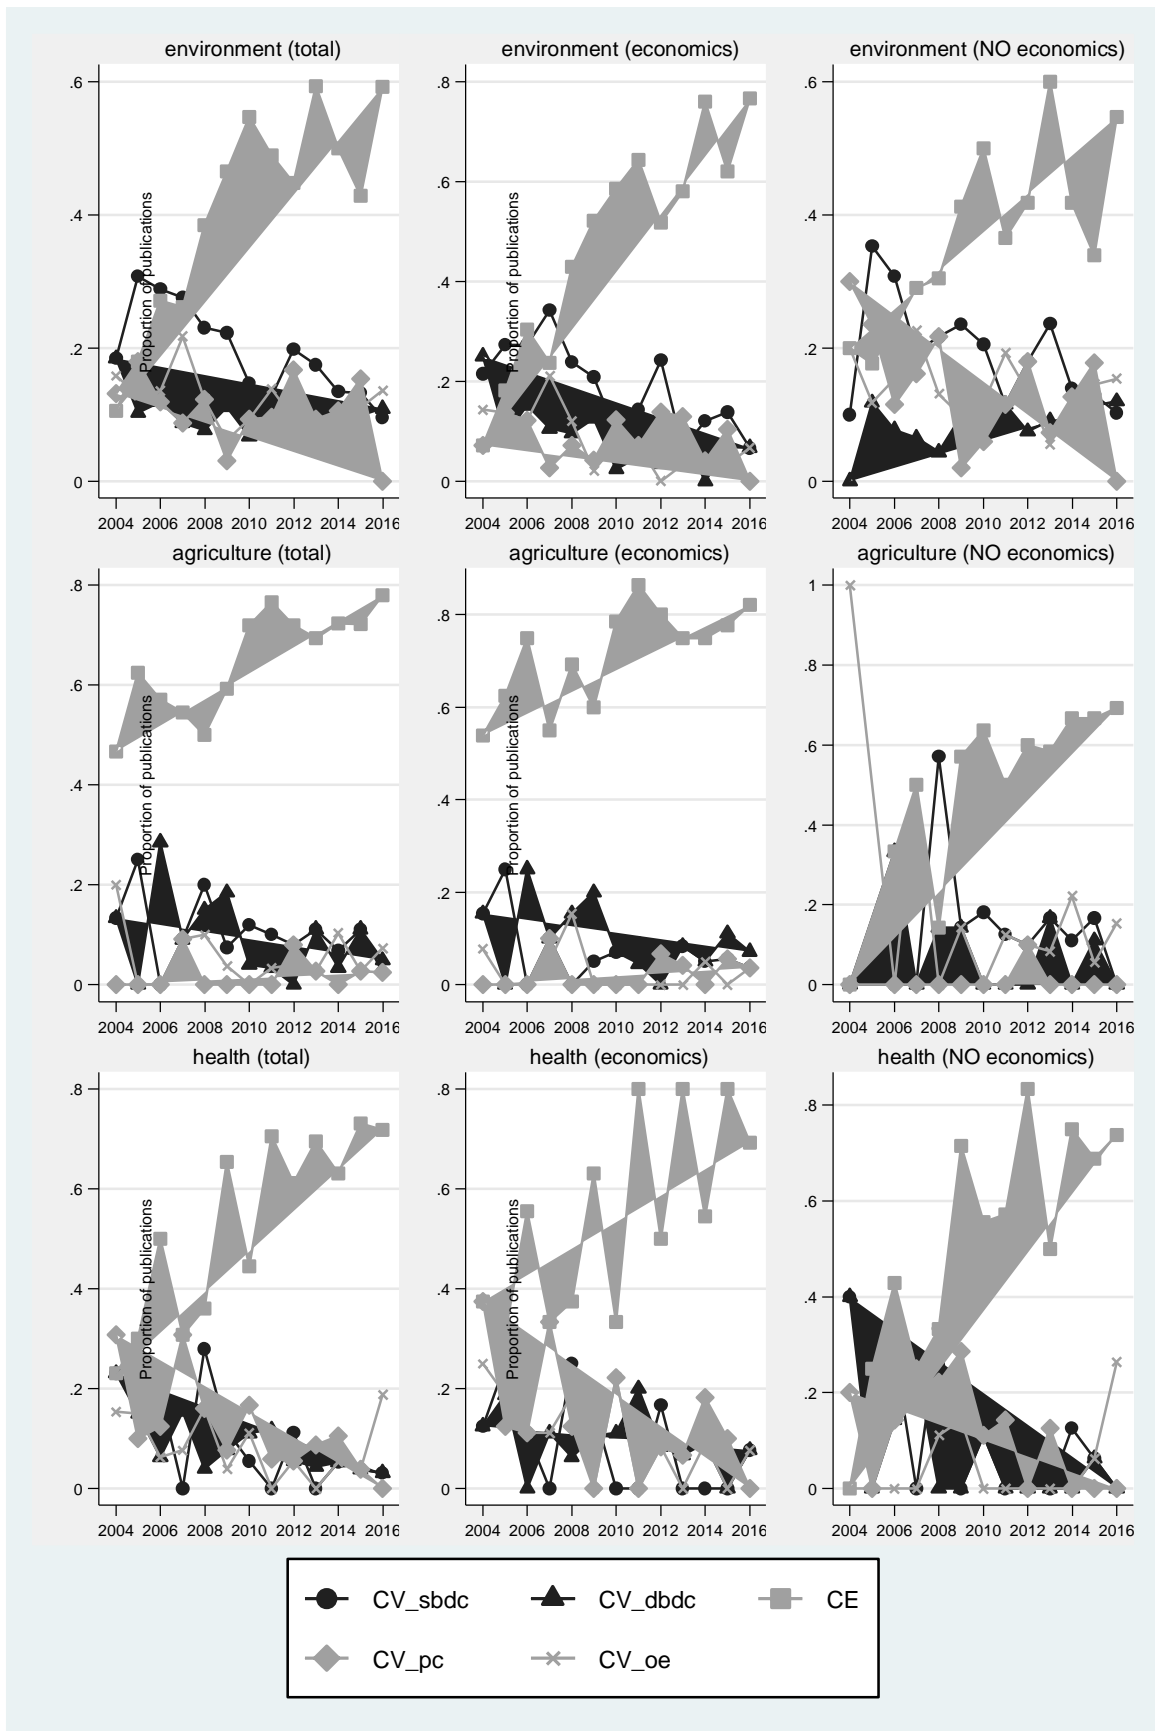 environment (total) environment (economics) environment (NO economics)
.6 .8 .6
.6
.4 .4
.4
.2 .2
.2
0 0 0
Proportion of publications Proportion of publications
2004 2006 2008 2010 2012 2014 2016 2004 2006 2008 2010 2012 2014 2016 2004 2006 2008 2010 2012 2014 2016
agriculture (total) agriculture (economics) agriculture (NO economics)
.8 .8 1
.6 .6 .8
.4 .4 .6
.2 .2 .4
0 0 .2
0
Proportion of publications Proportion of publications
2004 2006 2008 2010 2012 2014 2016 2004 2006 2008 2010 2012 2014 2016 2004 2006 2008 2010 2012 2014 2016
health (total) health (economics) health (NO economics)
.8 .8 .8
.6 .6 .6
.4 .4 .4
.2 .2 .2
0 0 0
Proportion of publications Proportion of publications
2004 2006 2008 2010 2012 2014 2016 2004 2006 2008 2010 2012 2014 2016 2004 2006 2008 2010 2012 2014 2016
CV_sbdc CV_dbdc CE
CV_pc CV_oe